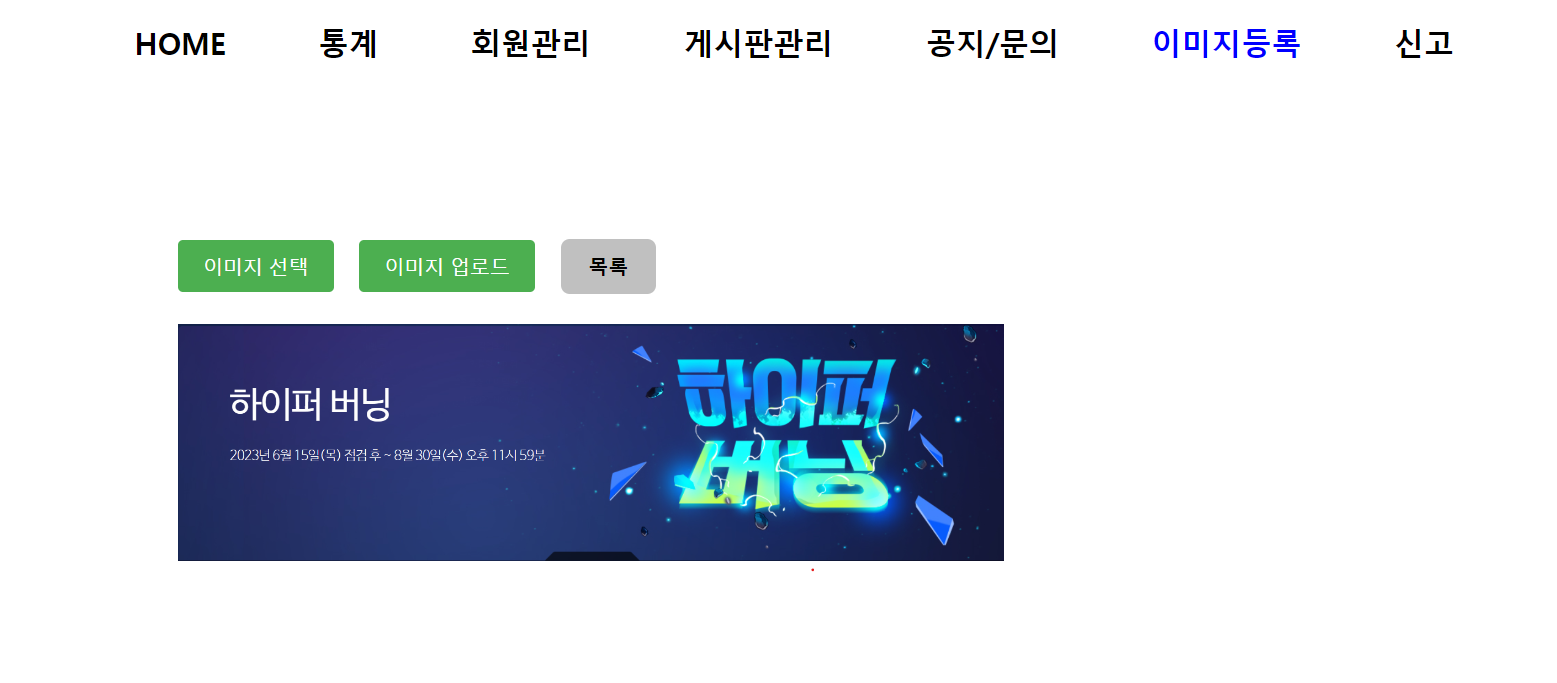 HOME 통계 회원관리 게시판관리 공지/문의 이미지등록 신고
이미지 선택 이미지 업로드 목록
하이퍼 버닝
2023년 6월 15일(목) 점검 후 ~ 8월 30일(수) 오후 11시 59분
하이퍼
버닝